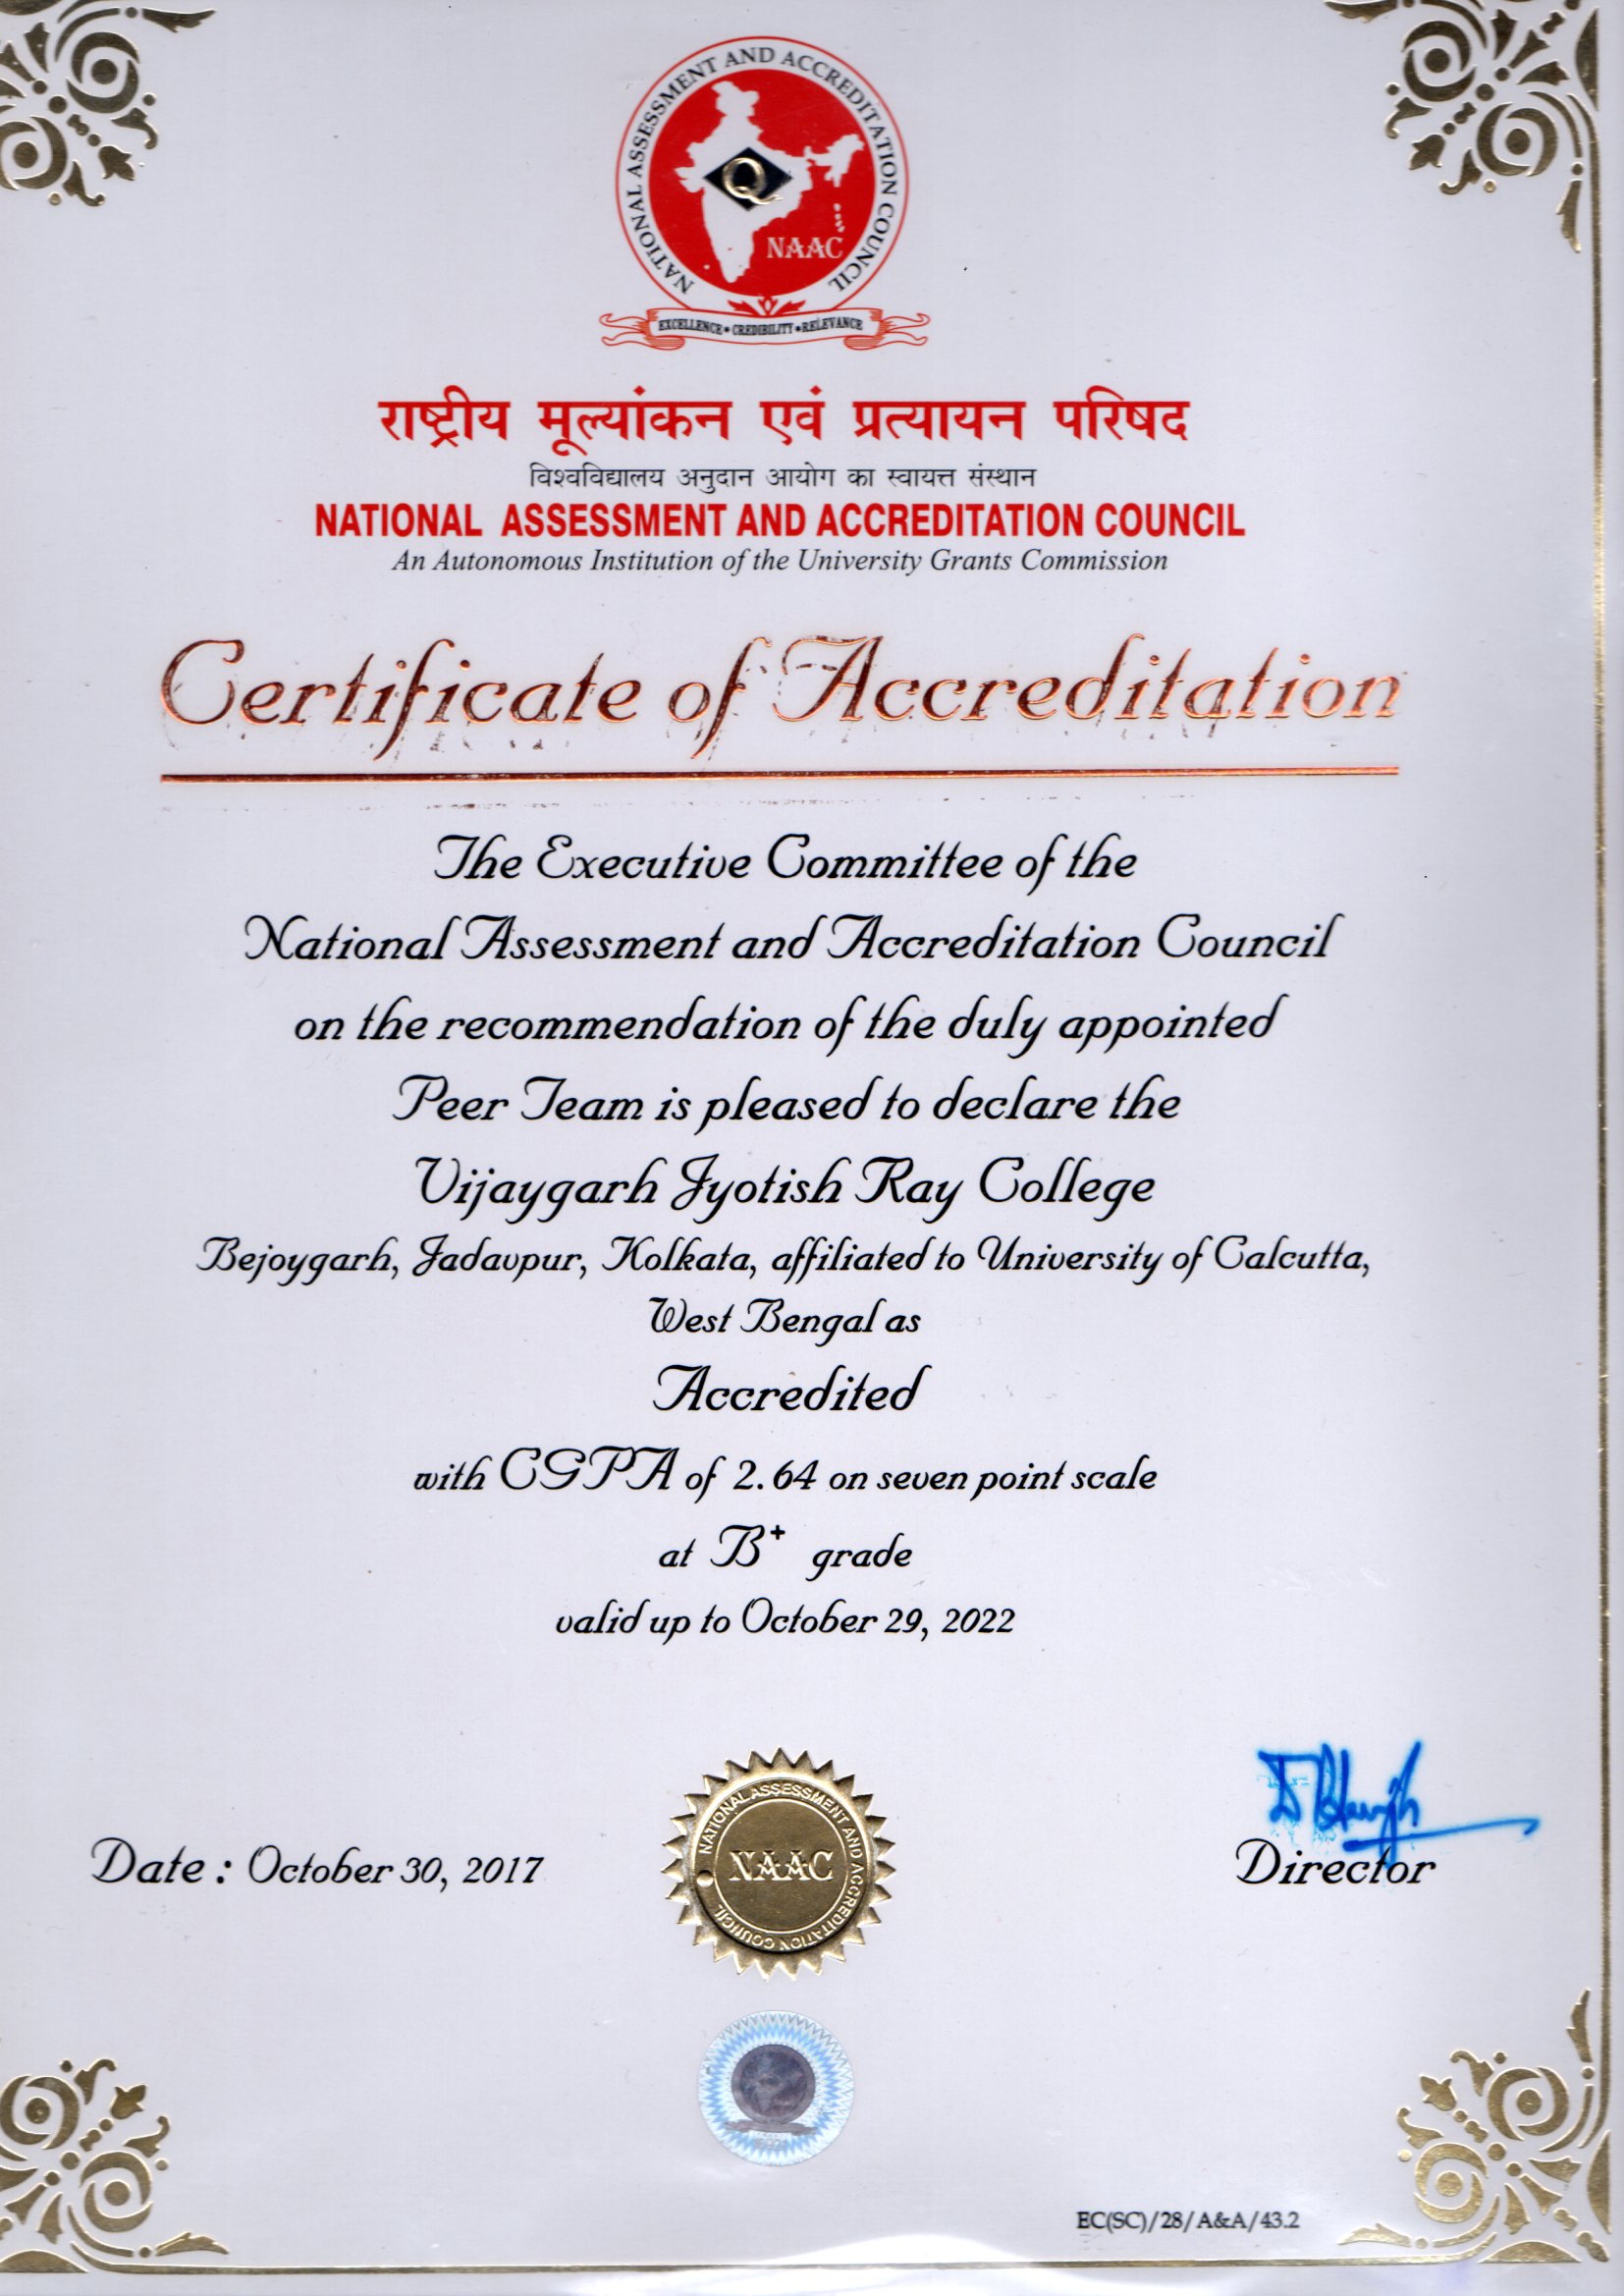 NATIONAL ASSESSMENT AND ACCREDITATION COUNCIL
Q
NAAC
EXCELLENCE • CREDIBILITY • RELEVANCE
राष्ट्रीय मूल्यांकन एवं प्रत्यायन परिषद
विश्वविद्यालय अनुदान आयोग का स्वायत्त संस्थान
NATIONAL ASSESSMENT AND ACCREDITATION COUNCIL
An Autonomous Institution of the University Grants Commission
Certificate of Accreditation
The Executive Committee of the
National Assessment and Accreditation Council
on the recommendation of the duly appointed
Peer Team is pleased to declare the
Vijaygarh Jyotish Ray College
Bejoygarh, Jadavpur, Kolkata, affiliated to University of Calcutta,
West Bengal as
Accredited
with CGPA of 2.64 on seven point scale
at B+ grade
valid up to October 29, 2022
Date : October 30, 2017
NATIONAL ASSESSMENT AND ACCREDITATION COUNCIL
NAAC
Director
EC(SC)/28/A&A/43.2